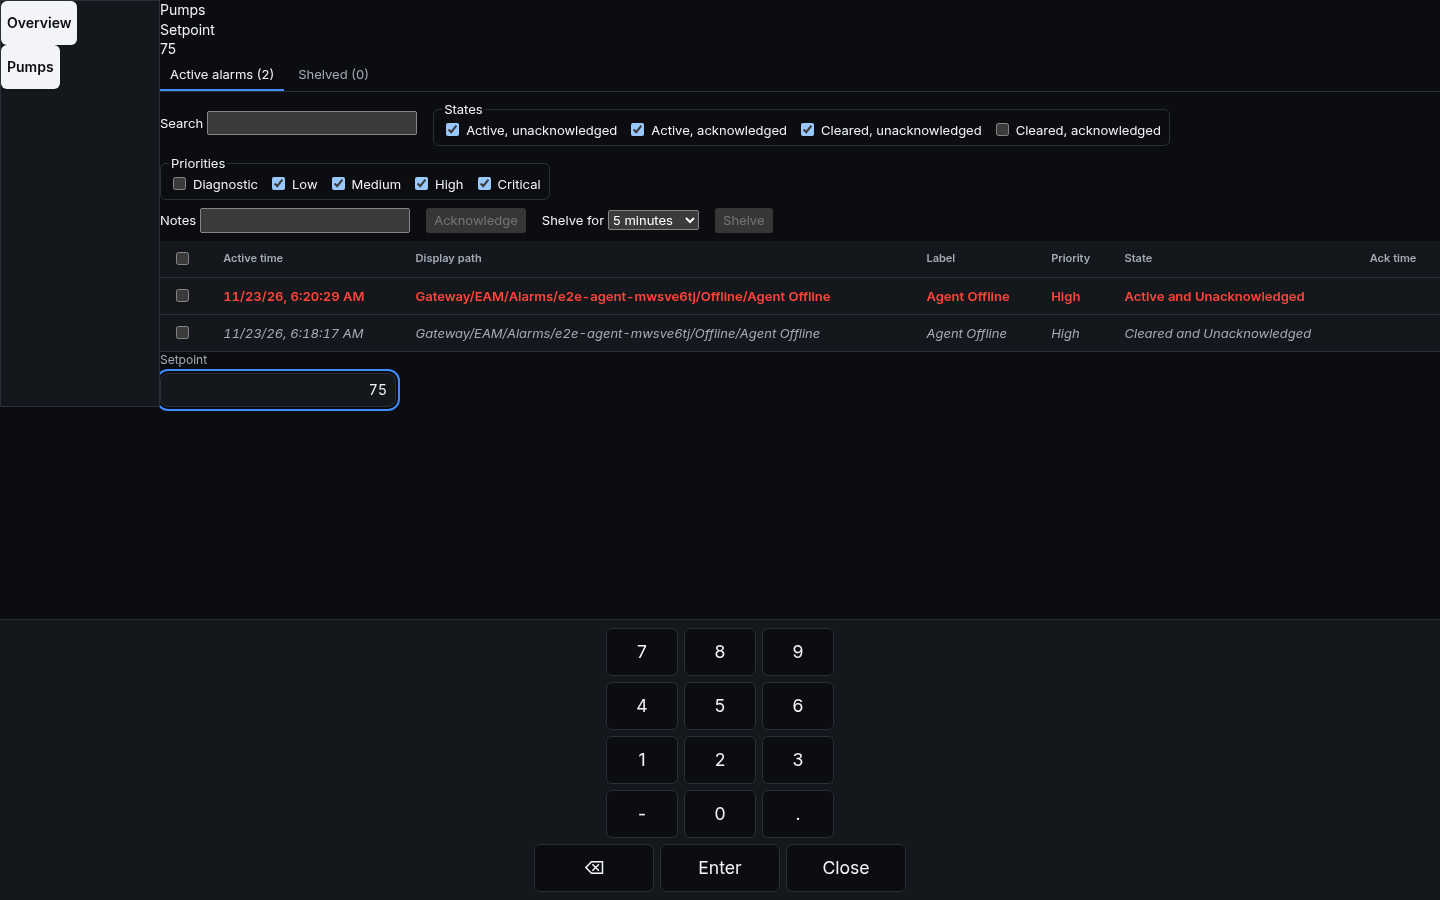 Overview
Pumps
Pumps
Setpoint
75
Active alarms (2) Shelved (0)
Search
States
Active, unacknowledged Active, acknowledged Cleared, unacknowledged Cleared, acknowledged
Priorities
Diagnostic Low Medium High Critical
Notes Acknowledge Shelve for 5 minutes Shelve
Active time Display path Label Priority State Ack time
11/23/26, 6:20:29 AM Gateway/EAM/Alarms/e2e-agent-mwsve6tj/Offline/Agent Offline Agent Offline High Active and Unacknowledged
11/23/26, 6:18:17 AM Gateway/EAM/Alarms/e2e-agent-mwsve6tj/Offline/Agent Offline Agent Offline High Cleared and Unacknowledged
Setpoint
75
7 8 9
4 5 6
1 2 3
- 0 .
Enter Close